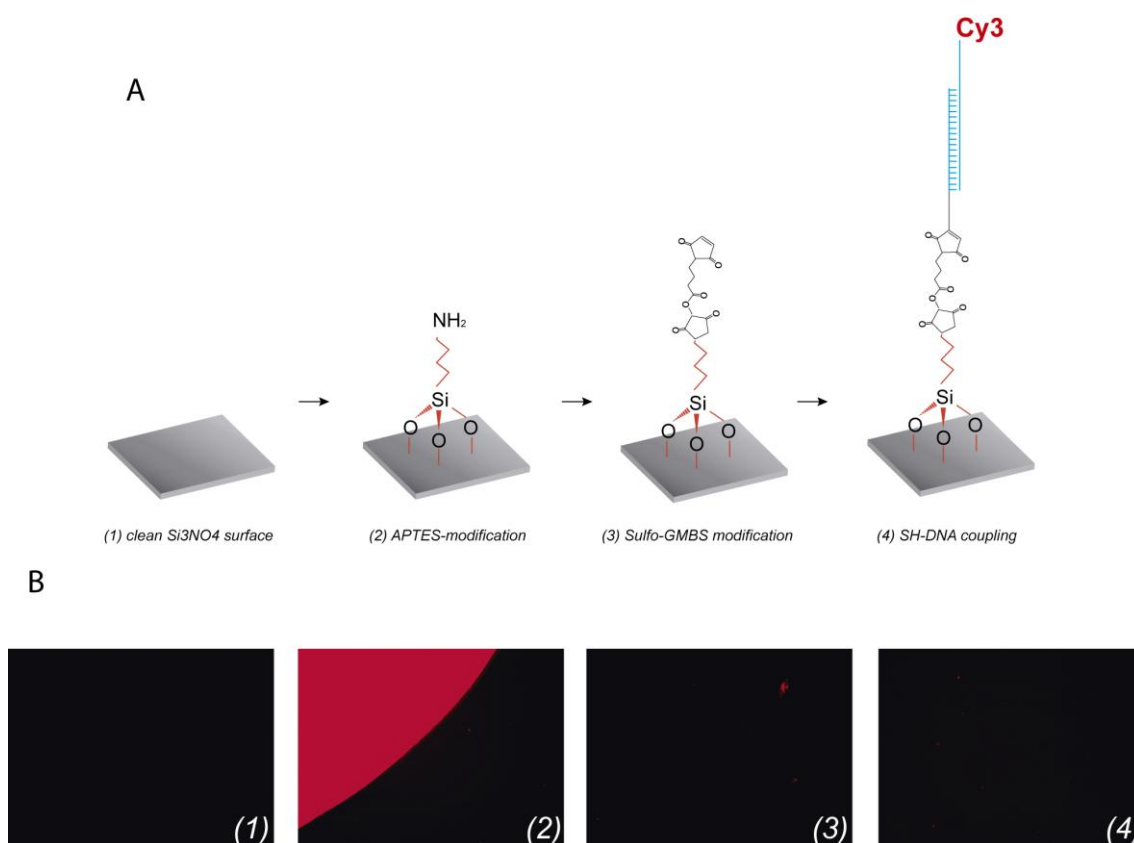 Cy3
A
NH₂
Si
O
O
O
O
O
O
O
O
O
Si
O
O
O
O
O
O
O
O
O
Si
O
O
O
(1) clean Si3NO4 surface
(2) APTES-modification
(3) Sulfo-GMBS modification
(4) SH-DNA coupling
B
(1)
(2)
(3)
(4)